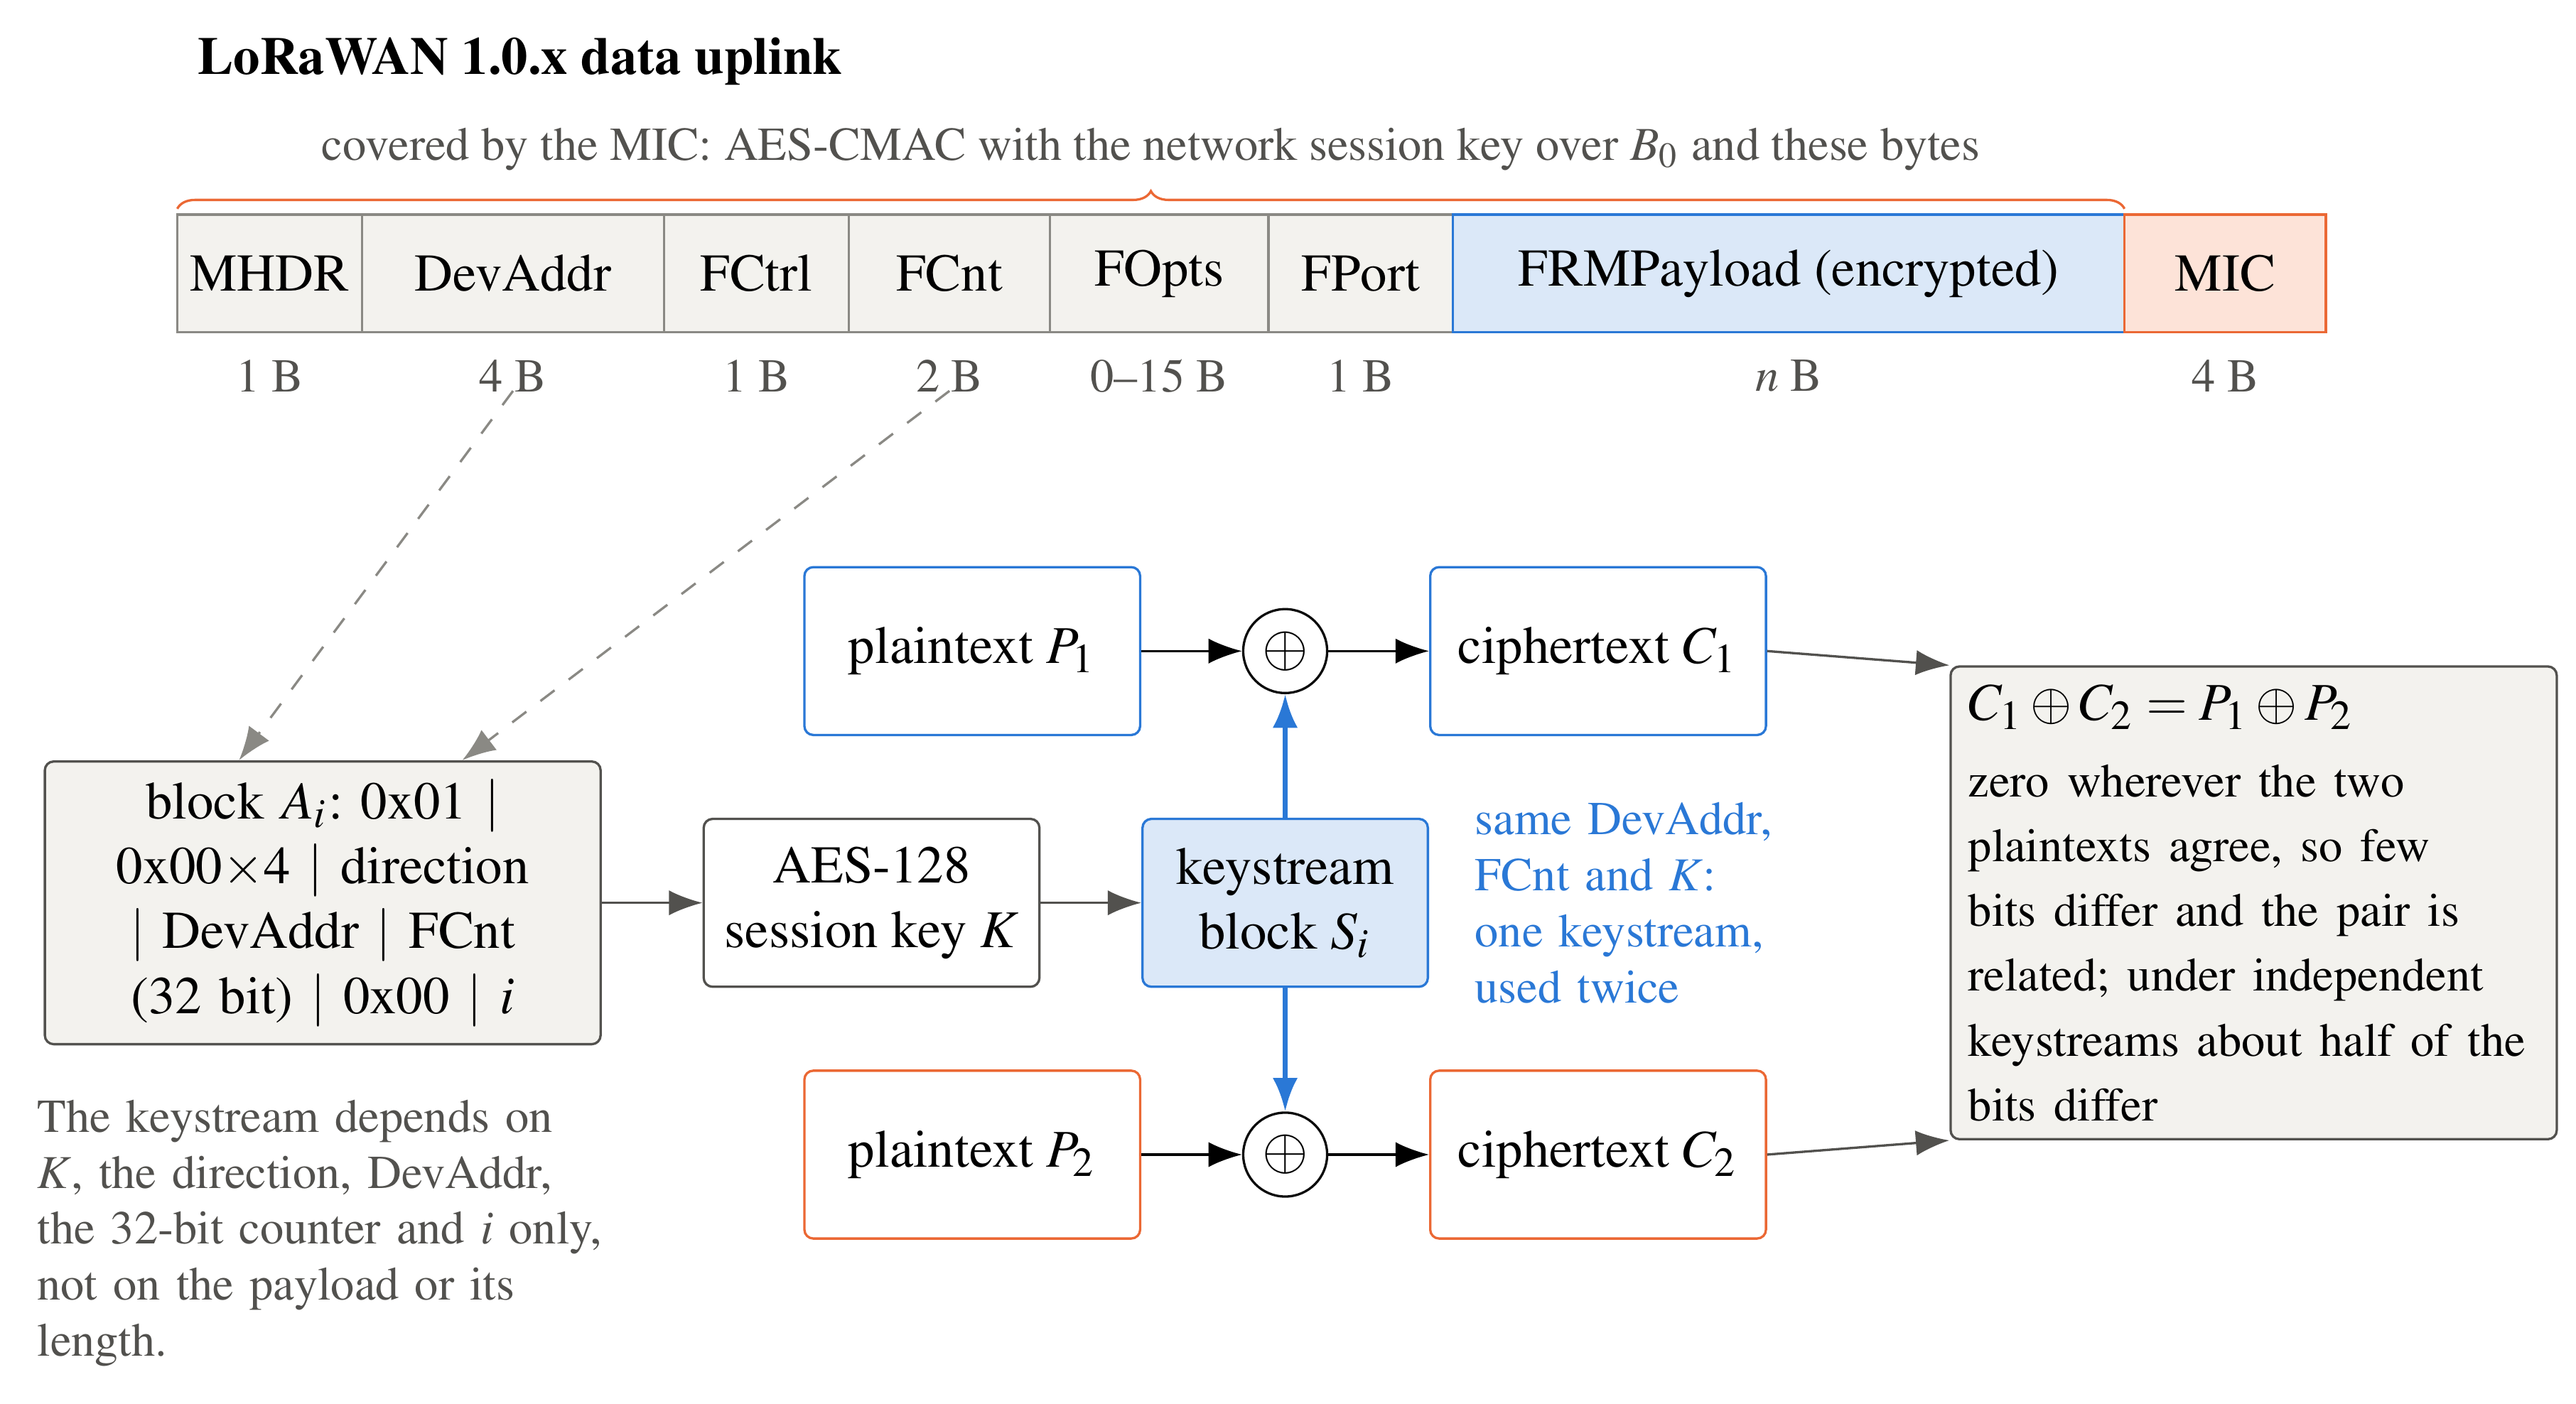 LoRaWAN 1.0.x data uplink
covered by the MIC: AES-CMAC with the network session key over B₀ and these bytes
MHDR DevAddr FCtrl FCnt FOpts FPort FRMPayload (encrypted) MIC
1 B 4 B 1 B 2 B 0–15 B 1 B n B 4 B
block Aᵢ: 0x01 |
0x00×4 | direction
| DevAddr | FCnt
(32 bit) | 0x00 | i
The keystream depends on
K, the direction, DevAddr,
the 32-bit counter and i only,
not on the payload or its
length.
AES-128
session key K
plaintext P₁
⊕
ciphertext C₁
keystream
block Sᵢ
same DevAddr,
FCnt and K:
one keystream,
used twice
plaintext P₂
⊕
ciphertext C₂
C₁ ⊕ C₂ = P₁ ⊕ P₂
zero wherever the two
plaintexts agree, so few
bits differ and the pair is
related; under independent
keystreams about half of the
bits differ